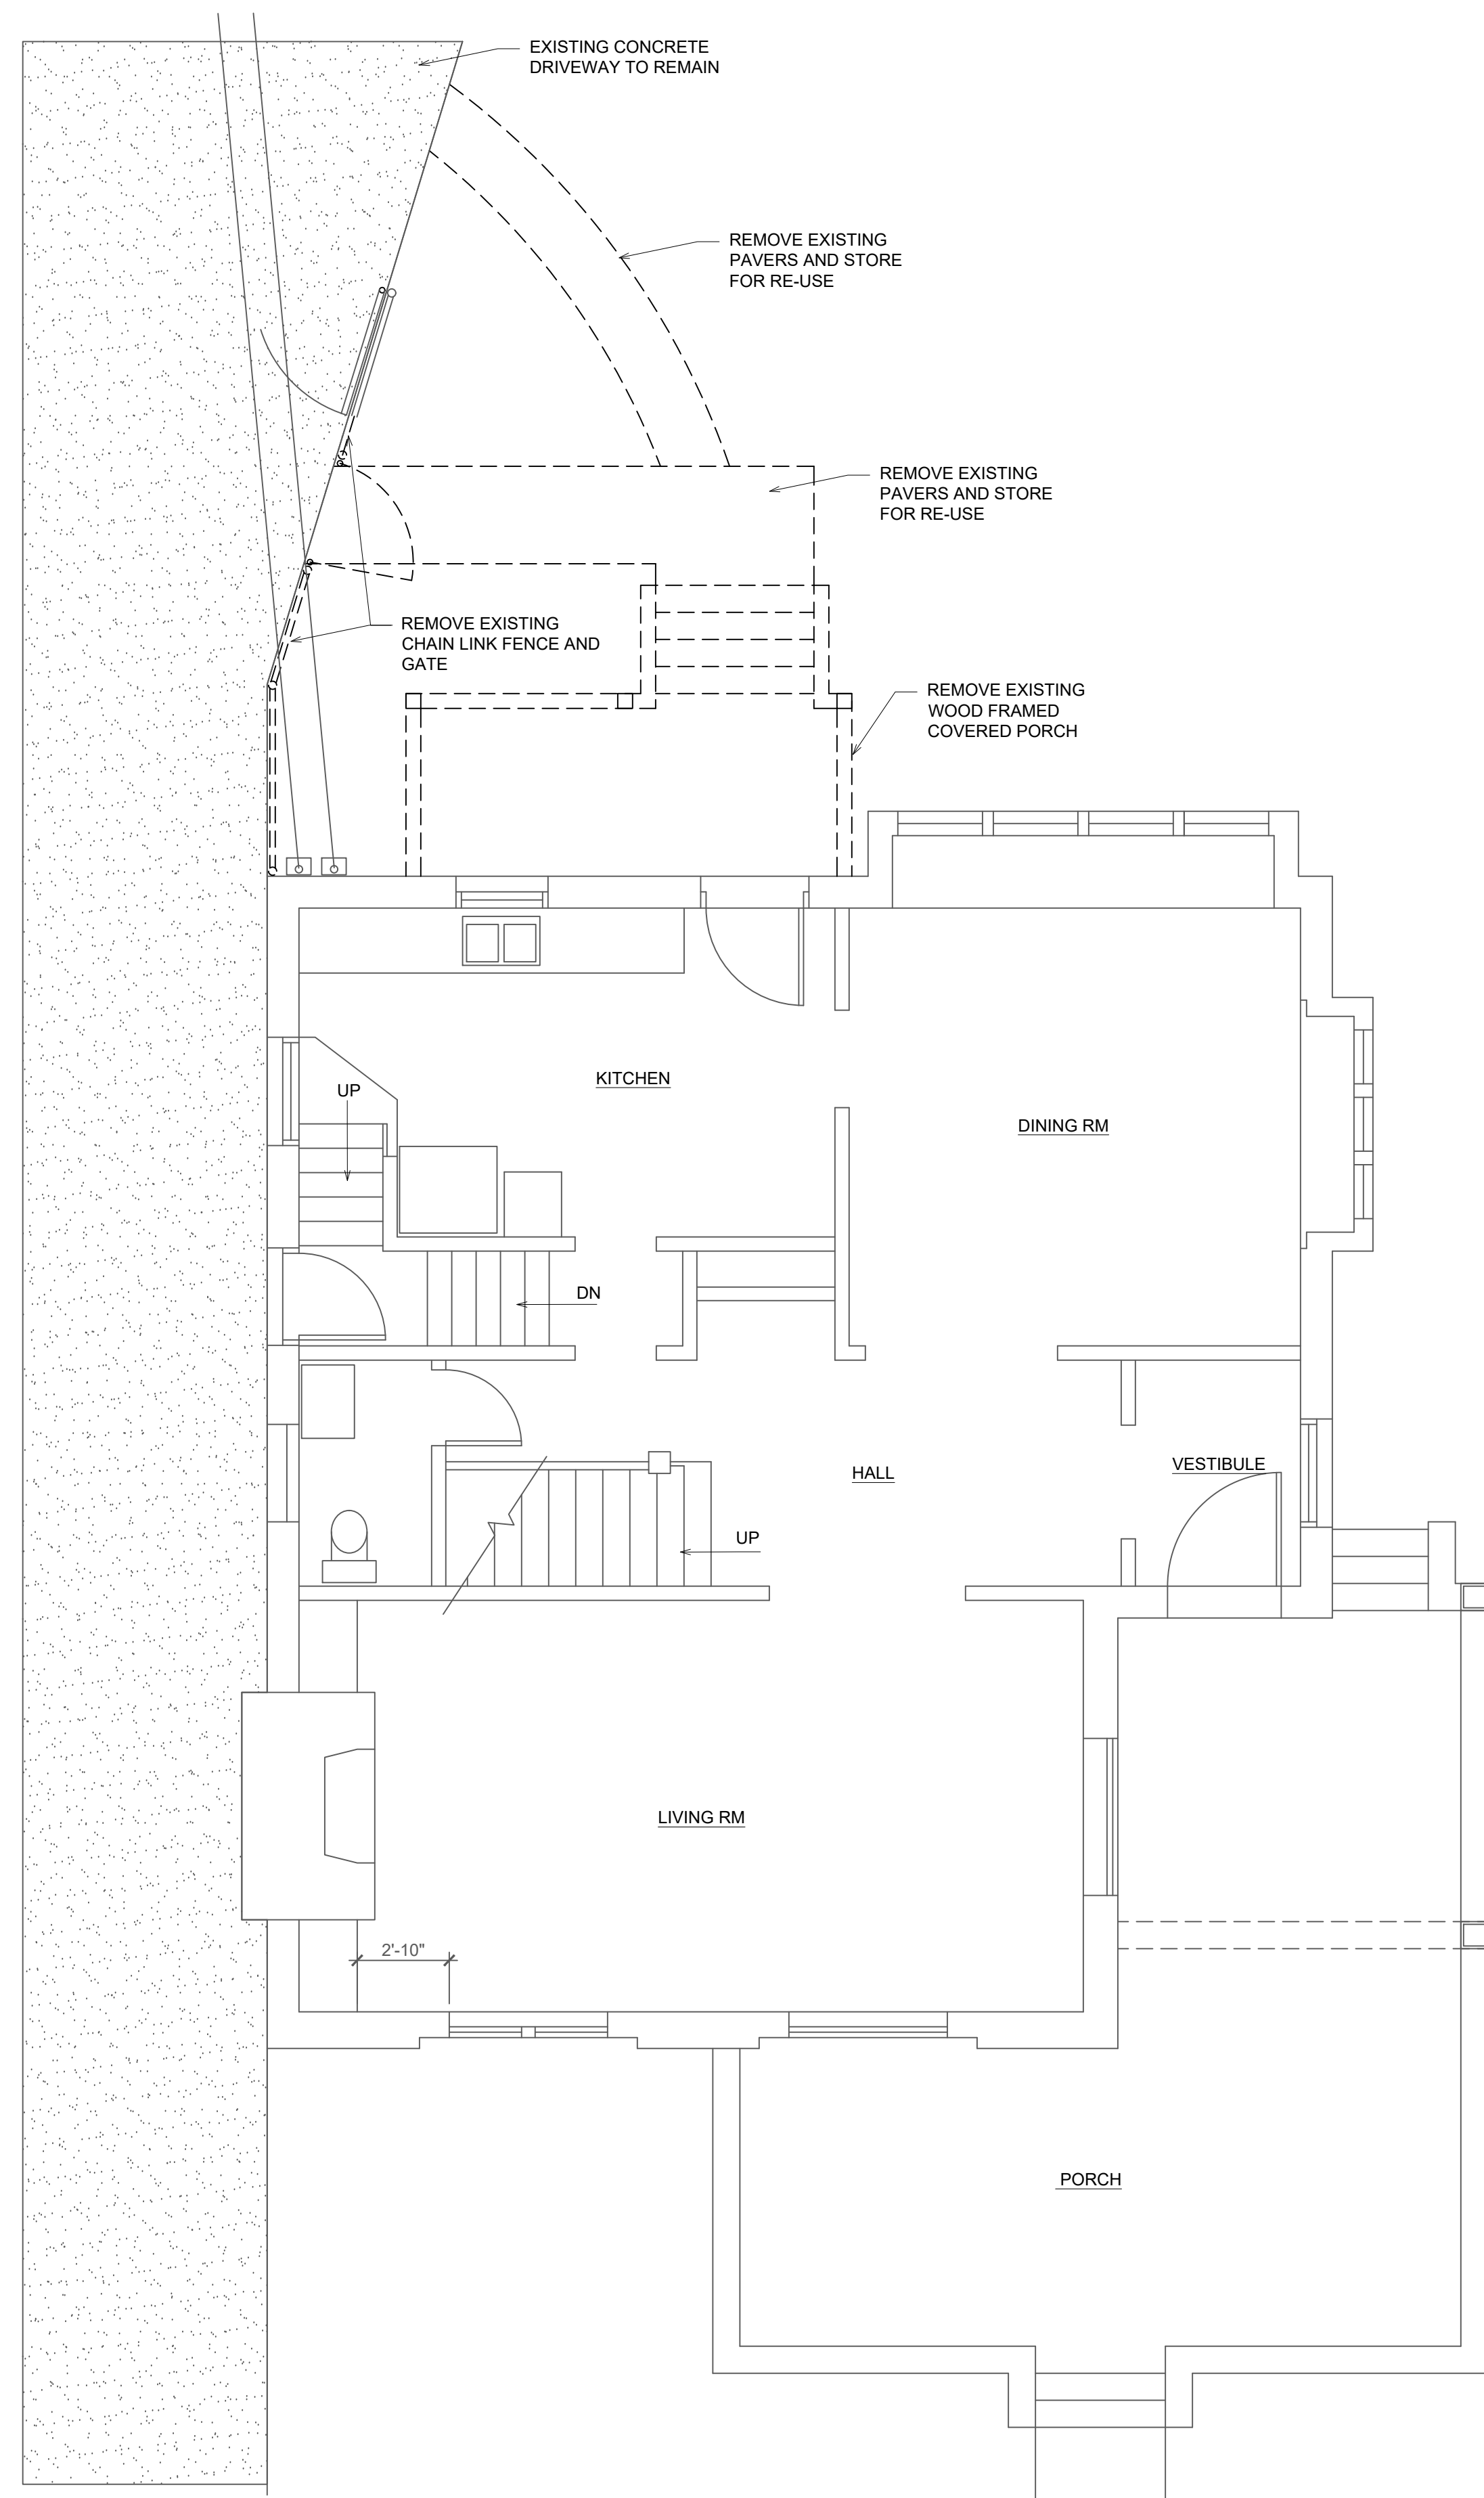 EXISTING CONCRETE
DRIVEWAY TO REMAIN
REMOVE EXISTING
PAVERS AND STORE
FOR RE-USE
REMOVE EXISTING
PAVERS AND STORE
FOR RE-USE
REMOVE EXISTING
CHAIN LINK FENCE AND
GATE
REMOVE EXISTING
WOOD FRAMED
COVERED PORCH
KITCHEN
UP
DINING RM
DN
VESTIBULE
HALL
UP
LIVING RM
2'-10"
PORCH